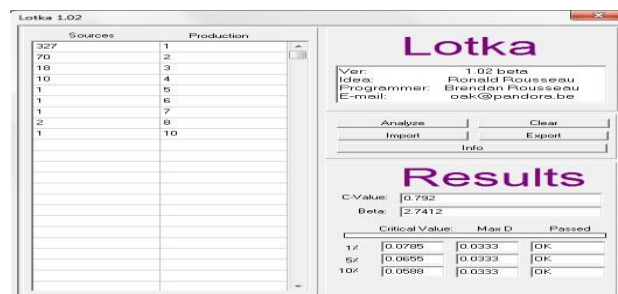 Lotka 1.02
Sources Production
327 1
70 2
18 3
10 4
1 5
1 6
1 7
2 8
1 10
Lotka
Ver: 1.02 beta
Idea: Ronald Rousseau
Programmer: Brendan Rousseau
E-mail: oak@pandora.be
Analyze Clear
Import Export
Info
Results
C-Value: 0.792
Beta: 2.7412
Critical Value: Max D Passed
1% 0.0785 0.0333 OK
5% 0.0655 0.0333 OK
10% 0.0588 0.0333 OK